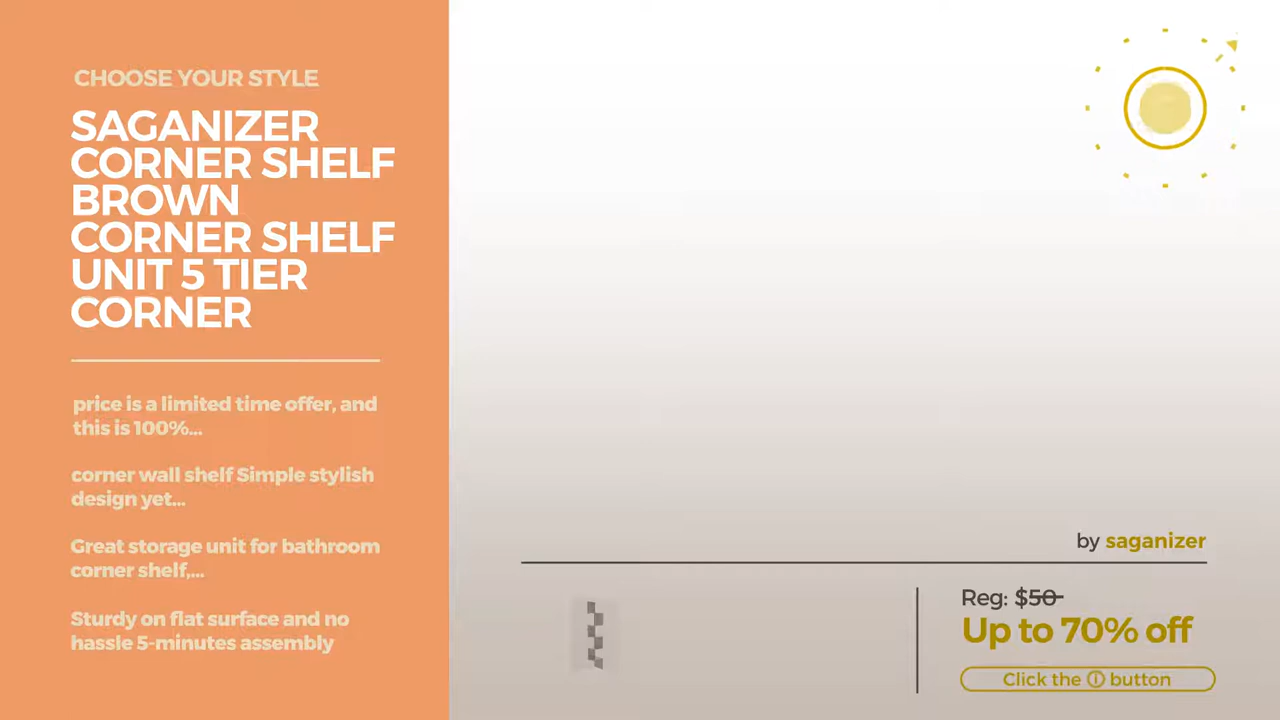 CHOOSE YOUR STYLE
SAGANIZER
CORNER SHELF
BROWN
CORNER SHELF
UNIT 5 TIER
CORNER
price is a limited time offer, and
this is 100%...
corner wall shelf Simple stylish
design yet...
Great storage unit for bathroom
corner shelf,...
Sturdy on flat surface and no
hassle 5-minutes assembly
by saganizer
Reg: $50
Up to 70% off
Click the ⓘ button